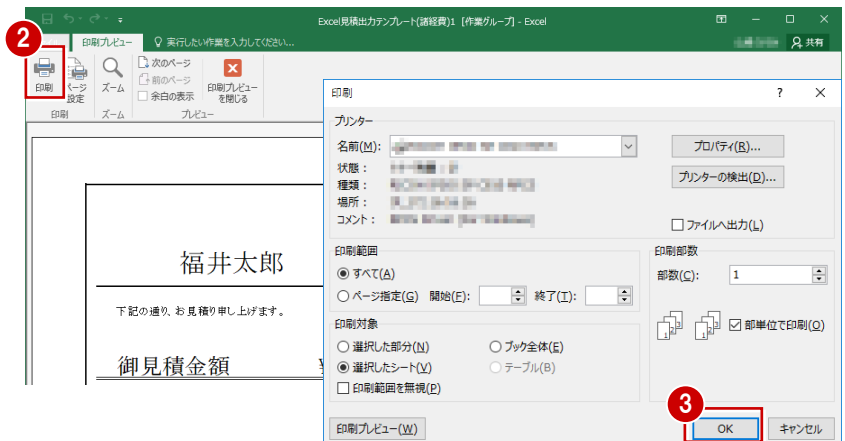 Excel見積出力テンプレート(諸経費)1 [作業グループ] - Excel
2
印刷プレビュー
実行したい作業を入力してください...
共有
印刷
ページ設定
ズーム
次のページ
前のページ
余白の表示
印刷プレビューを閉じる
印刷
ズーム
プレビュー
福井太郎
下記の通り、お見積り申し上げます。
御見積金額
印刷
? ×
プリンター
名前(M):
プロパティ(R)...
状態：
種類：
プリンターの検出(D)...
場所：
コメント：
ファイルへ出力(L)
印刷範囲
すべて(A)
ページ指定(G) 開始(F): 終了(T):
印刷部数
部数(C): 1
部単位で印刷(O)
1 2 3
1 2 3
印刷対象
選択した部分(N)
ブック全体(E)
選択したシート(V)
テーブル(B)
印刷範囲を無視(P)
3
印刷プレビュー(W)
OK
キャンセル